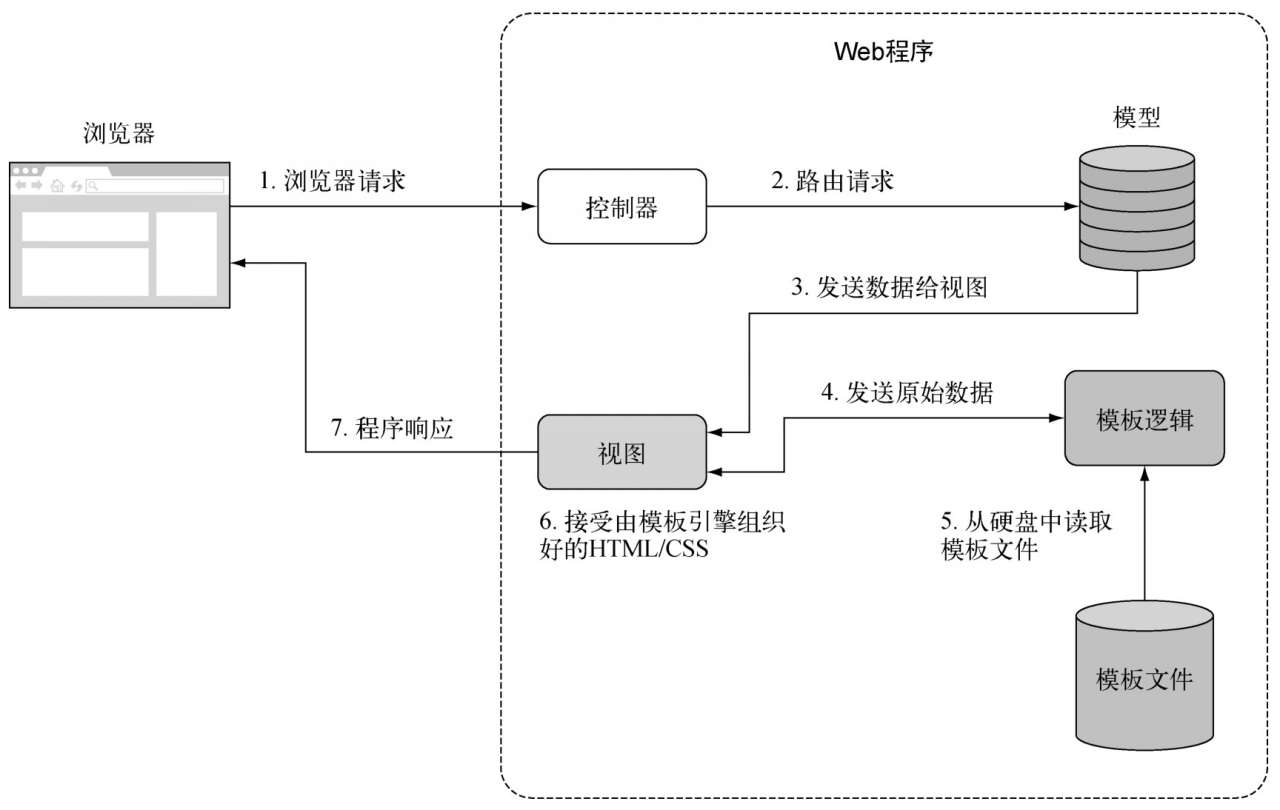 Web程序
浏览器
模型
1. 浏览器请求
2. 路由请求
控制器
3. 发送数据给视图
4. 发送原始数据
模板逻辑
7. 程序响应
视图
6. 接受由模板引擎组织
好的HTML/CSS
5. 从硬盘中读取
模板文件
模板文件